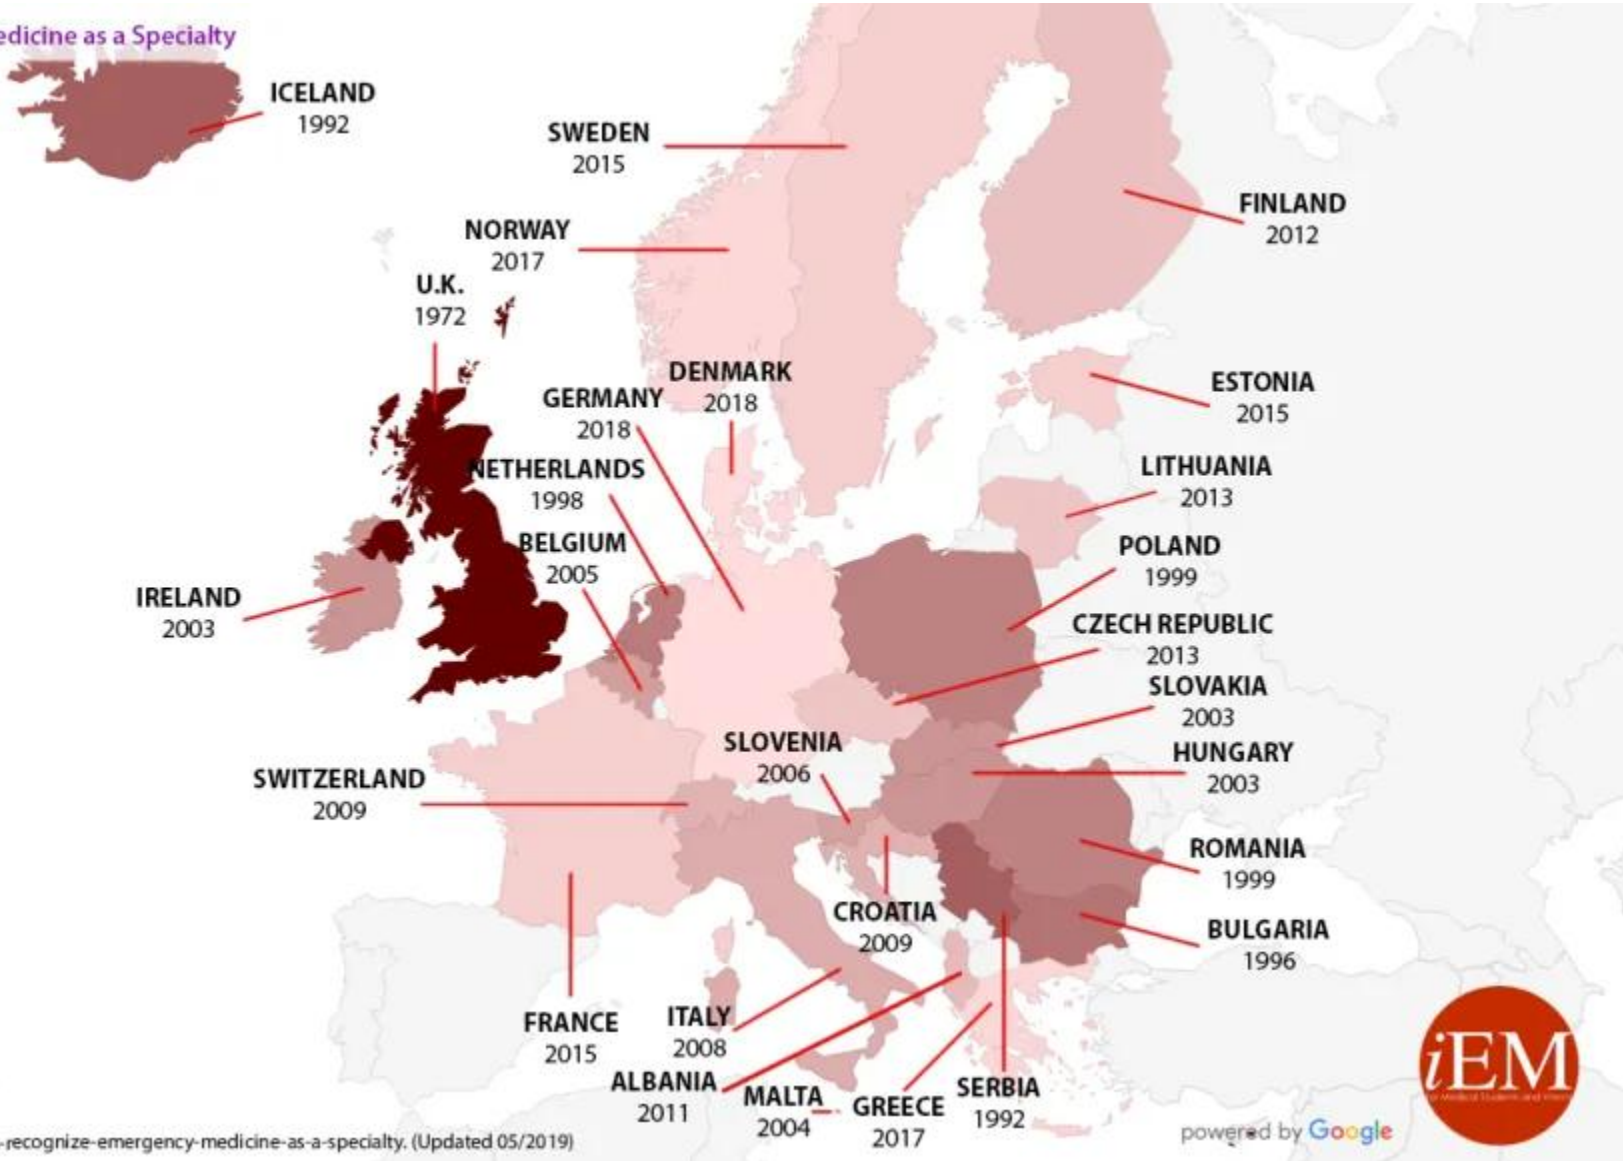 edicine as a Specialty
ICELAND
1992
SWEDEN
2015
FINLAND
2012
NORWAY
2017
U.K.
1972
DENMARK
2018
GERMANY
2018
ESTONIA
2015
NETHERLANDS
1998
LITHUANIA
2013
BELGIUM
2005
POLAND
1999
IRELAND
2003
CZECH REPUBLIC
2013
SLOVAKIA
2003
SLOVENIA
2006
HUNGARY
2003
SWITZERLAND
2009
ROMANIA
1999
CROATIA
2009
BULGARIA
1996
FRANCE
2015
ITALY
2008
ALBANIA
2011
MALTA
2004
GREECE
2017
SERBIA
1992
iEM
powered by Google
-recognize-emergency-medicine-as-a-specialty. (Updated 05/2019)